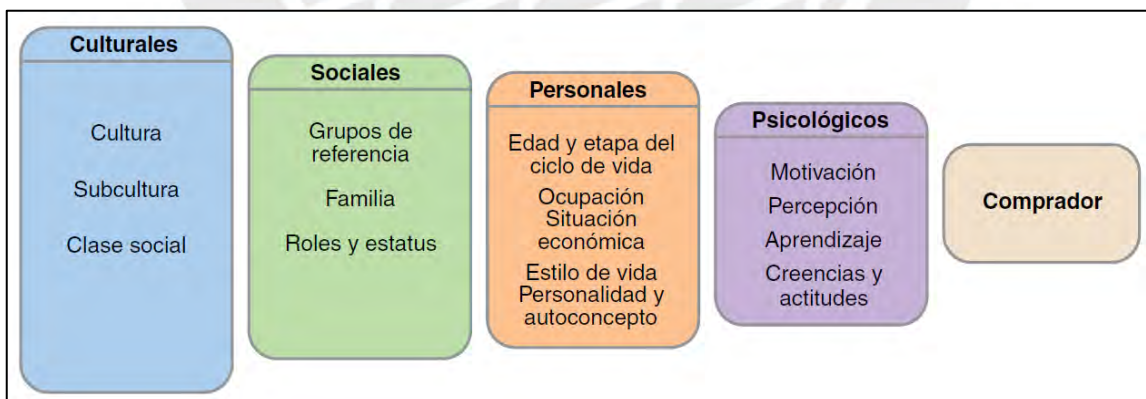 Culturales
Cultura
Subcultura
Clase social
Sociales
Grupos de
referencia
Familia
Roles y estatus
Personales
Edad y etapa del
ciclo de vida
Ocupación
Situación
económica
Estilo de vida
Personalidad y
autoconcepto
Psicológicos
Motivación
Percepción
Aprendizaje
Creencias y
actitudes
Comprador